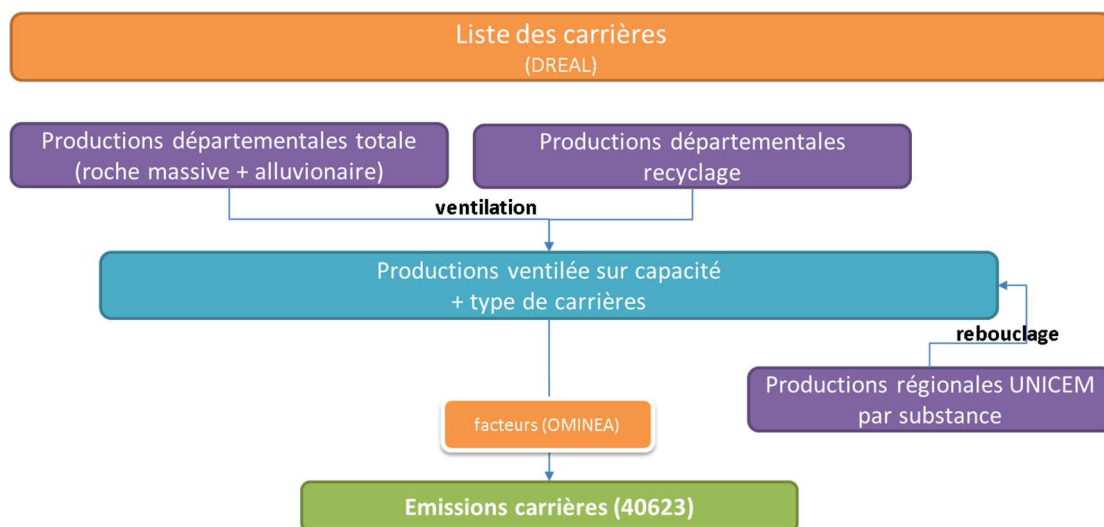 Liste des carrières
(DREAL)
Productions départementales totale
(roche massive + alluvionaire)
Productions départementales
recyclage
ventilation
Productions ventilée sur capacité
+ type de carrières
rebouclage
Productions régionales UNICEM
par substance
facteurs (OMINEA)
Emissions carrières (40623)